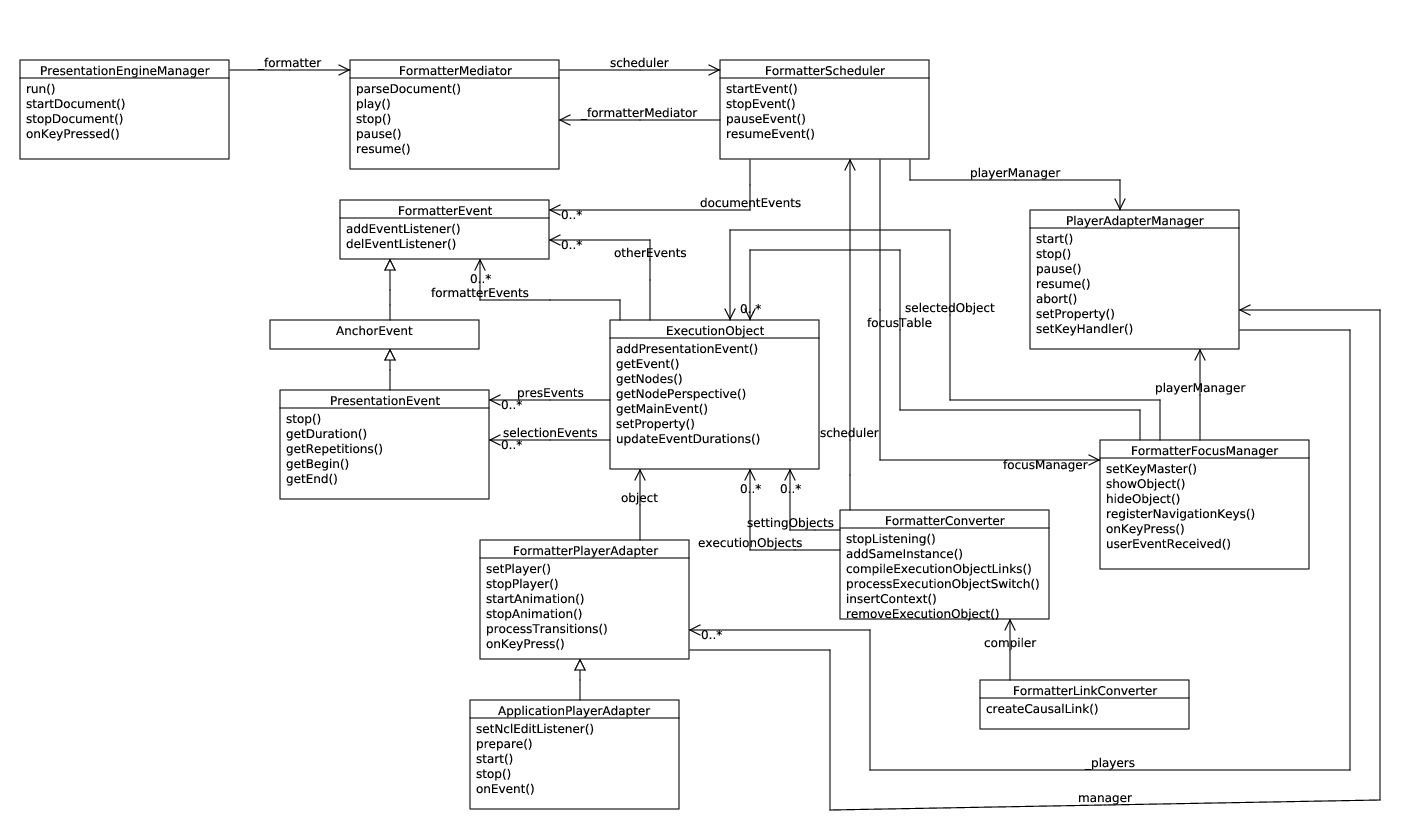 _formatter
scheduler
PresentationEngineManager
run()
startDocument()
stopDocument()
onKeyPressed()
FormatterMediator
parseDocument()
play()
stop()
pause()
resume()
FormatterScheduler
startEvent()
stopEvent()
pauseEvent()
resumeEvent()
_formatterMediator
playerManager
documentEvents
0..*
FormatterEvent
addEventListener()
delEventListener()
0..*
otherEvents
0..*
formatterEvents
PlayerAdapterManager
start()
stop()
pause()
resume()
abort()
setProperty()
setKeyHandler()
selectedObject
0..*
focusTable
AnchorEvent
ExecutionObject
addPresentationEvent()
getEvent()
getNodes()
getNodePerspective()
getMainEvent()
setProperty()
updateEventDurations()
presEvents
0..*
selectionEvents
0..*
PresentationEvent
stop()
getDuration()
getRepetitions()
getBegin()
getEnd()
playerManager
scheduler
focusManager
FormatterFocusManager
setKeyMaster()
showObject()
hideObject()
registerNavigationKeys()
onKeyPress()
userEventReceived()
object
0..*
0..*
settingObjects
executionObjects
FormatterConverter
stopListening()
addSameInstance()
compileExecutionObjectLinks()
processExecutionObjectSwitch()
insertContext()
removeExecutionObject()
FormatterPlayerAdapter
setPlayer()
stopPlayer()
startAnimation()
stopAnimation()
processTransitions()
onKeyPress()
0..*
compiler
FormatterLinkConverter
createCausalLink()
ApplicationPlayerAdapter
setNclEditListener()
prepare()
start()
stop()
onEvent()
_players
manager